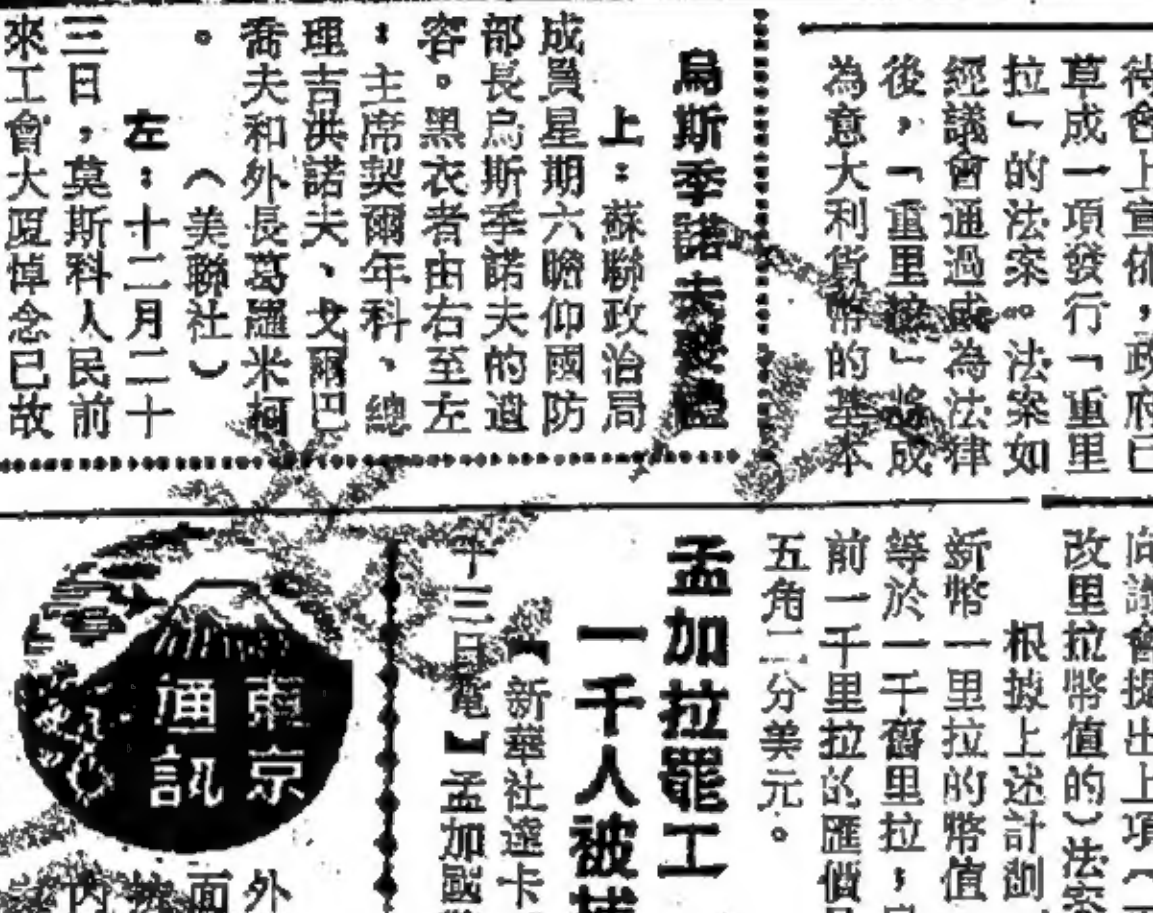 待會上宣佈，政府已
草成一項發行「重里
拉」的法案。法案如
經議會通過成為法律
後，「重里拉」將成
為意大利貨幣的基本
烏斯季諾夫
上：蘇聯政治局
成員星期六瞻仰國防
部長烏斯季諾夫的遺
容。黑衣者由右至左
：主席契爾年科、總
理吉洪諾夫、戈爾巴
喬夫和外長葛羅米柯
。（美聯社）
左：十二月二十
三日，莫斯科人民前
來工會大厦悼念已故
向議會提出上項（
改里拉幣值的）法案
根據上述計劃
新幣一里拉的幣值
等於一千舊里拉，
前一千里拉的匯價
五角二分美元。
孟加拉罷工
一千人被捕
【新華社達卡
十三日電】孟加
東京
通訊
外
面
內